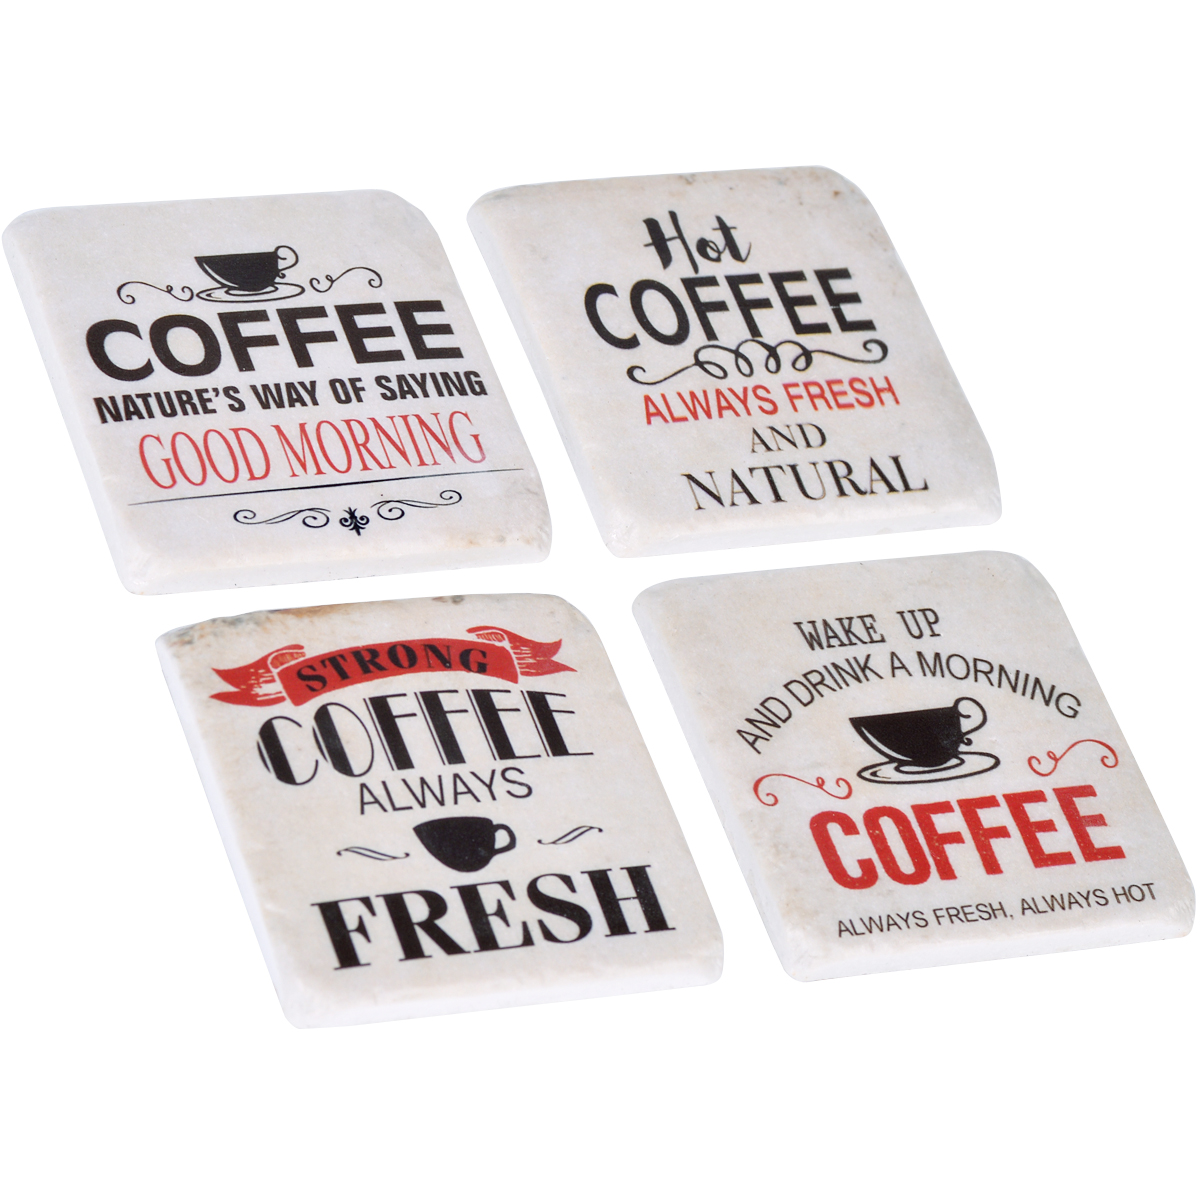 COFFEE
NATURE'S WAY OF SAYING
GOOD MORNING
Hot
COFFEE
ALWAYS FRESH
AND
NATURAL
STRONG
COFFEE
ALWAYS
FRESH
WAKE UP
AND DRINK A MORNING
COFFEE
ALWAYS FRESH, ALWAYS HOT